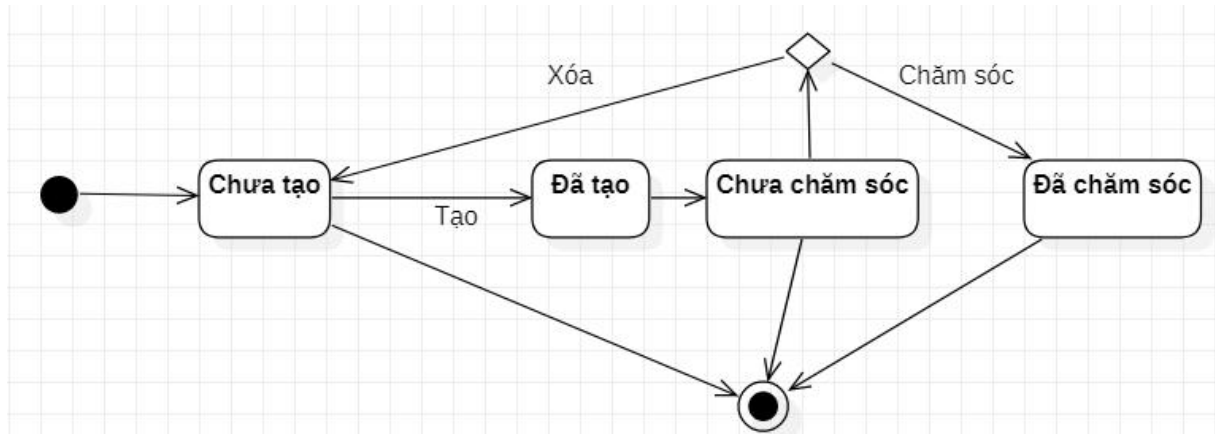 Xóa
Chăm sóc
Chưa tạo
Đã tạo
Chưa chăm sóc
Đã chăm sóc
Tạo